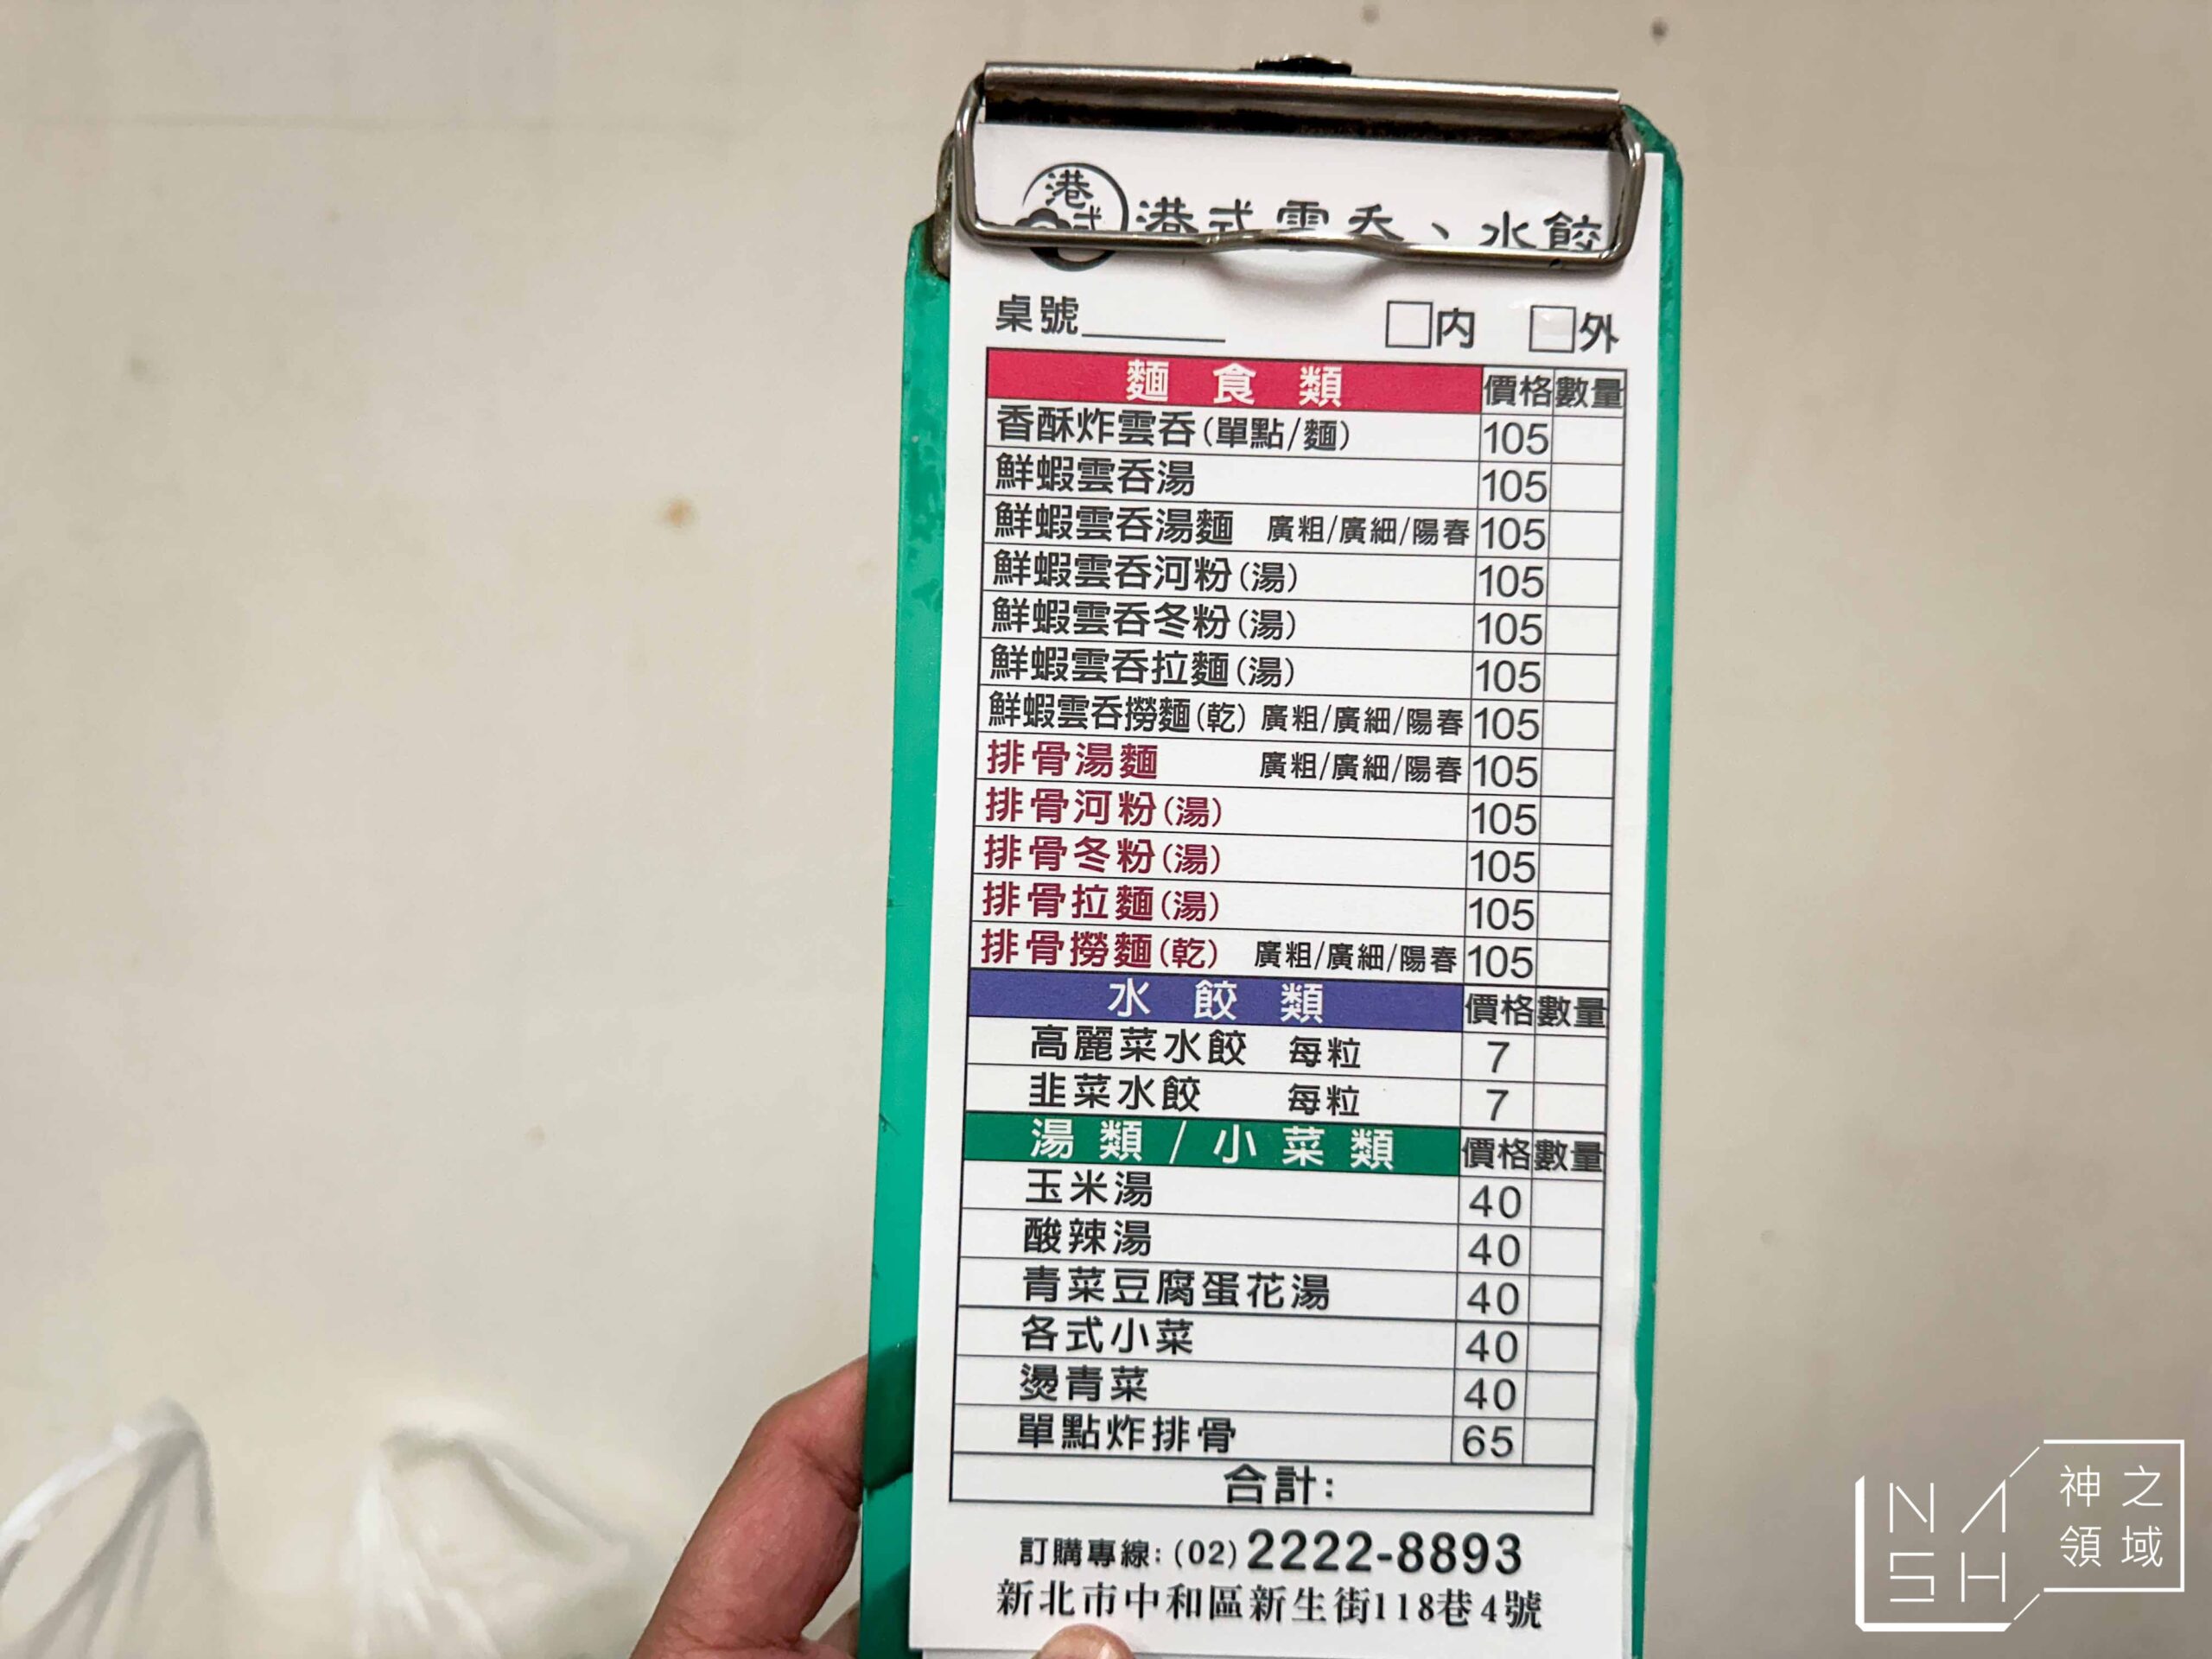 港式
港式雲吞、水餃
桌號 □內 □外
麵食類 價格 數量
香酥炸雲吞(單點/麵) 105
鮮蝦雲吞湯 105
鮮蝦雲吞湯麵 廣粗/廣細/陽春 105
鮮蝦雲吞河粉(湯) 105
鮮蝦雲吞冬粉(湯) 105
鮮蝦雲吞拉麵(湯) 105
鮮蝦雲吞撈麵(乾) 廣粗/廣細/陽春 105
排骨湯麵 廣粗/廣細/陽春 105
排骨河粉(湯) 105
排骨冬粉(湯) 105
排骨拉麵(湯) 105
排骨撈麵(乾) 廣粗/廣細/陽春 105
水餃類 價格 數量
高麗菜水餃 每粒 7
韭菜水餃 每粒 7
湯類/小菜類 價格 數量
玉米湯 40
酸辣湯 40
青菜豆腐蛋花湯 40
各式小菜 40
燙青菜 40
單點炸排骨 65
合計:
訂購專線:(02)2222-8893
新北市中和區新生街118巷4號
NASH
神之領域